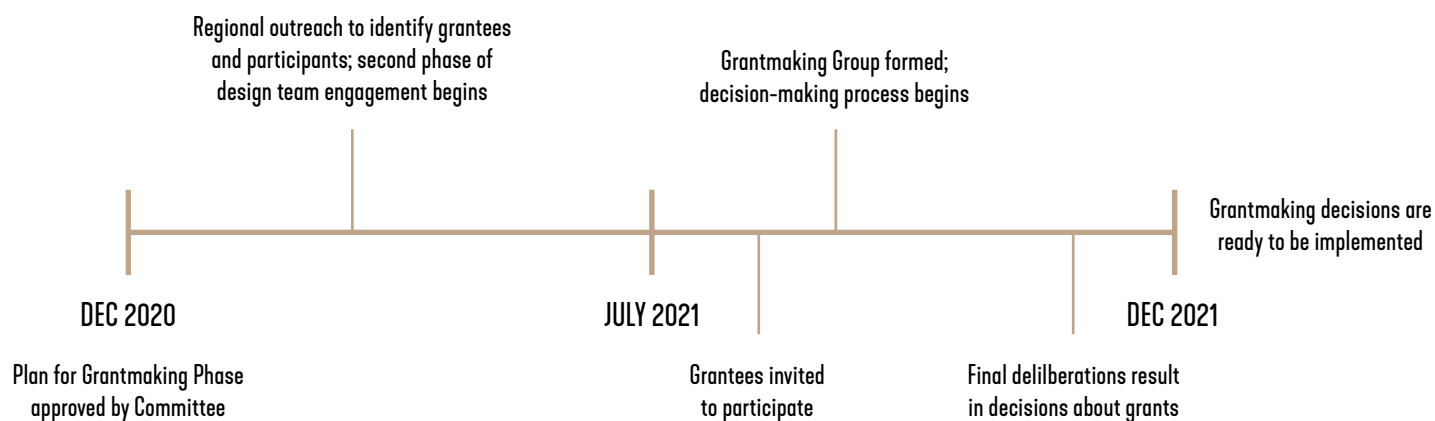 Regional outreach to identify grantees
and participants; second phase of
design team engagement begins
Grantmaking Group formed;
decision-making process begins
Grantmaking decisions are
ready to be implemented
DEC 2020
JULY 2021
DEC 2021
Plan for Grantmaking Phase
approved by Committee
Grantees invited
to participate
Final delilberations result
in decisions about grants